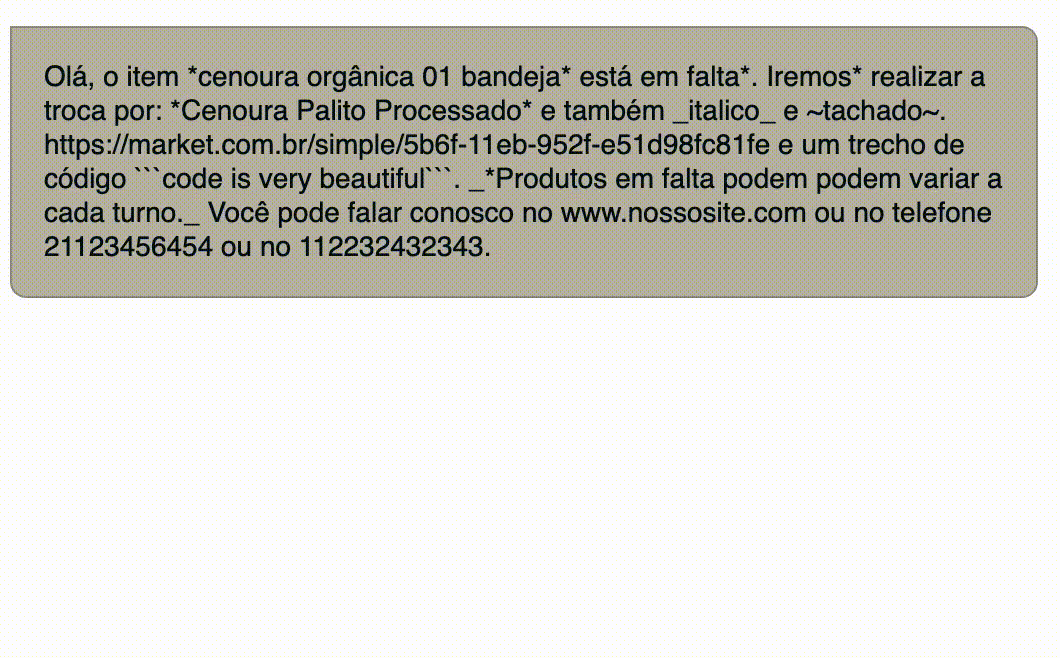 Olá, o item *cenoura orgânica 01 bandeja* está em falta*. Iremos* realizar a
troca por: *Cenoura Palito Processado* e também _italico_ e ~tachado~.
https://market.com.br/simple/5b6f-11eb-952f-e51d98fc81fe e um trecho de
código ```code is very beautiful```. _*Produtos em falta podem podem variar a
cada turno._ Você pode falar conosco no www.nossosite.com ou no telefone
21123456454 ou no 112232432343.